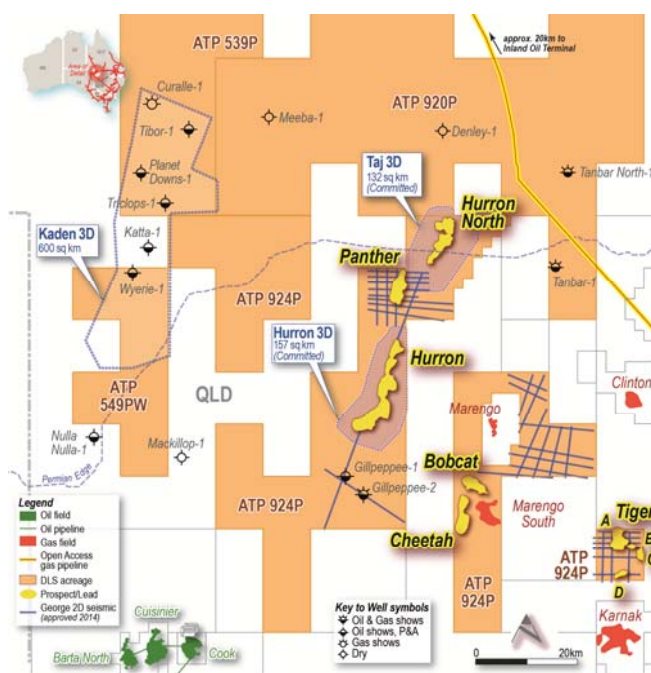 Area of
Detail
ATP 539P
approx. 20km to
Inland Oil Terminal
Curalle-1
Meeba-1
ATP 920P
Tibor-1
Denley-1
Planet
Downs-1
Taj 3D
132 sq km
(Committed)
Tanbar North-1
Triclops-1
Hurron
North
Kaden 3D
600 sq km
Katta-1
Panther
Wyerie-1
Tanbar-1
ATP 924P
Hurron 3D
157 sq km
(Committed)
Hurron
ATP
549PW
QLD
Clinton
Marengo
Nulla
Nulla-1
Mackillop-1
Permian Edge
Gillpeppee-1
Gillpeppee-2
Bobcat
Marengo
South
ATP 924P
Cheetah
Tiger
A
B
C
D
ATP
924P
ATP
924P
Karnak
Legend
Oil field
Oil pipeline
Gas field
Open Access
gas pipeline
DLS acreage
Prospect/Lead
George 2D seismic
(approved 2014)
Key to Well symbols
Oil & Gas shows
Oil shows, P&A
Gas shows
Dry
0
20km
Cuisinier
Barta North
Cook